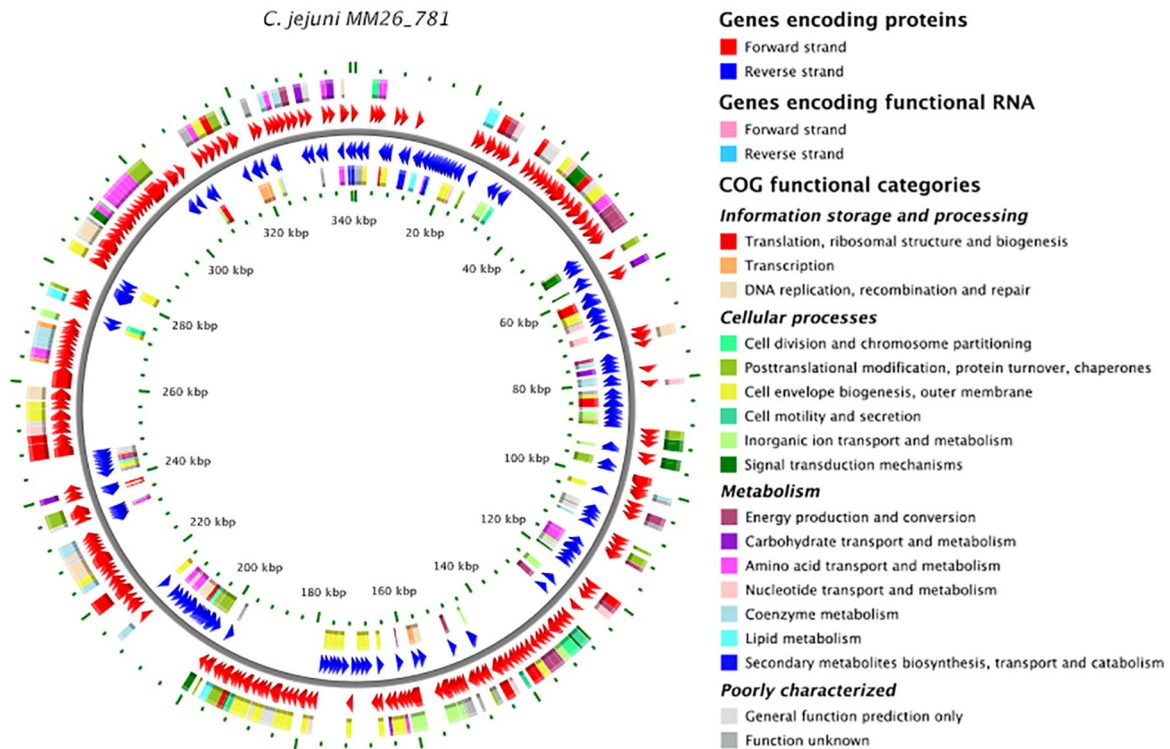 C. jejuni MM26_781
340 kbp
20 kbp
40 kbp
60 kbp
80 kbp
100 kbp
120 kbp
140 kbp
160 kbp
180 kbp
200 kbp
220 kbp
240 kbp
260 kbp
280 kbp
300 kbp
320 kbp
Genes encoding proteins
Forward strand
Reverse strand
Genes encoding functional RNA
Forward strand
Reverse strand
COG functional categories
Information storage and processing
Translation, ribosomal structure and biogenesis
Transcription
DNA replication, recombination and repair
Cellular processes
Cell division and chromosome partitioning
Posttranslational modification, protein turnover, chaperones
Cell envelope biogenesis, outer membrane
Cell motility and secretion
Inorganic ion transport and metabolism
Signal transduction mechanisms
Metabolism
Energy production and conversion
Carbohydrate transport and metabolism
Amino acid transport and metabolism
Nucleotide transport and metabolism
Coenzyme metabolism
Lipid metabolism
Secondary metabolites biosynthesis, transport and catabolism
Poorly characterized
General function prediction only
Function unknown